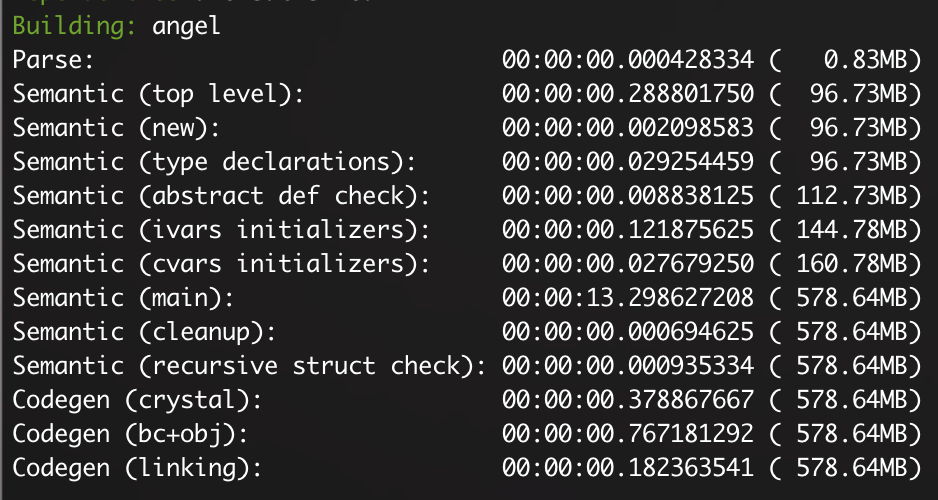 Building: angel
Parse:                             00:00:00.000428334 (   0.83MB)
Semantic (top level):              00:00:00.288801750 (  96.73MB)
Semantic (new):                    00:00:00.002098583 (  96.73MB)
Semantic (type declarations):      00:00:00.029254459 (  96.73MB)
Semantic (abstract def check):     00:00:00.008838125 ( 112.73MB)
Semantic (ivars initializers):     00:00:00.121875625 ( 144.78MB)
Semantic (cvars initializers):     00:00:00.027679250 ( 160.78MB)
Semantic (main):                   00:00:13.298627208 ( 578.64MB)
Semantic (cleanup):                00:00:00.000694625 ( 578.64MB)
Semantic (recursive struct check): 00:00:00.000935334 ( 578.64MB)
Codegen (crystal):                 00:00:00.378867667 ( 578.64MB)
Codegen (bc+obj):                  00:00:00.767181292 ( 578.64MB)
Codegen (linking):                 00:00:00.182363541 ( 578.64MB)